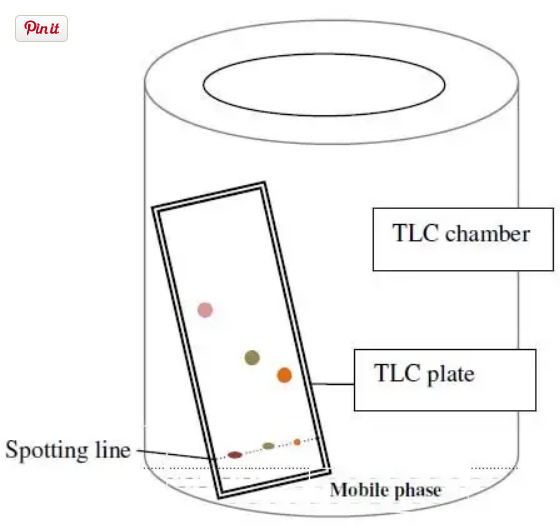 Pin it
TLC chamber
TLC plate
Spotting line
Mobile phase